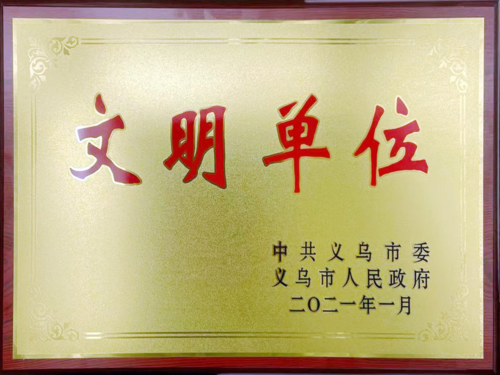 文明单位
中共义乌市委
义乌市人民政府
二〇二一年一月